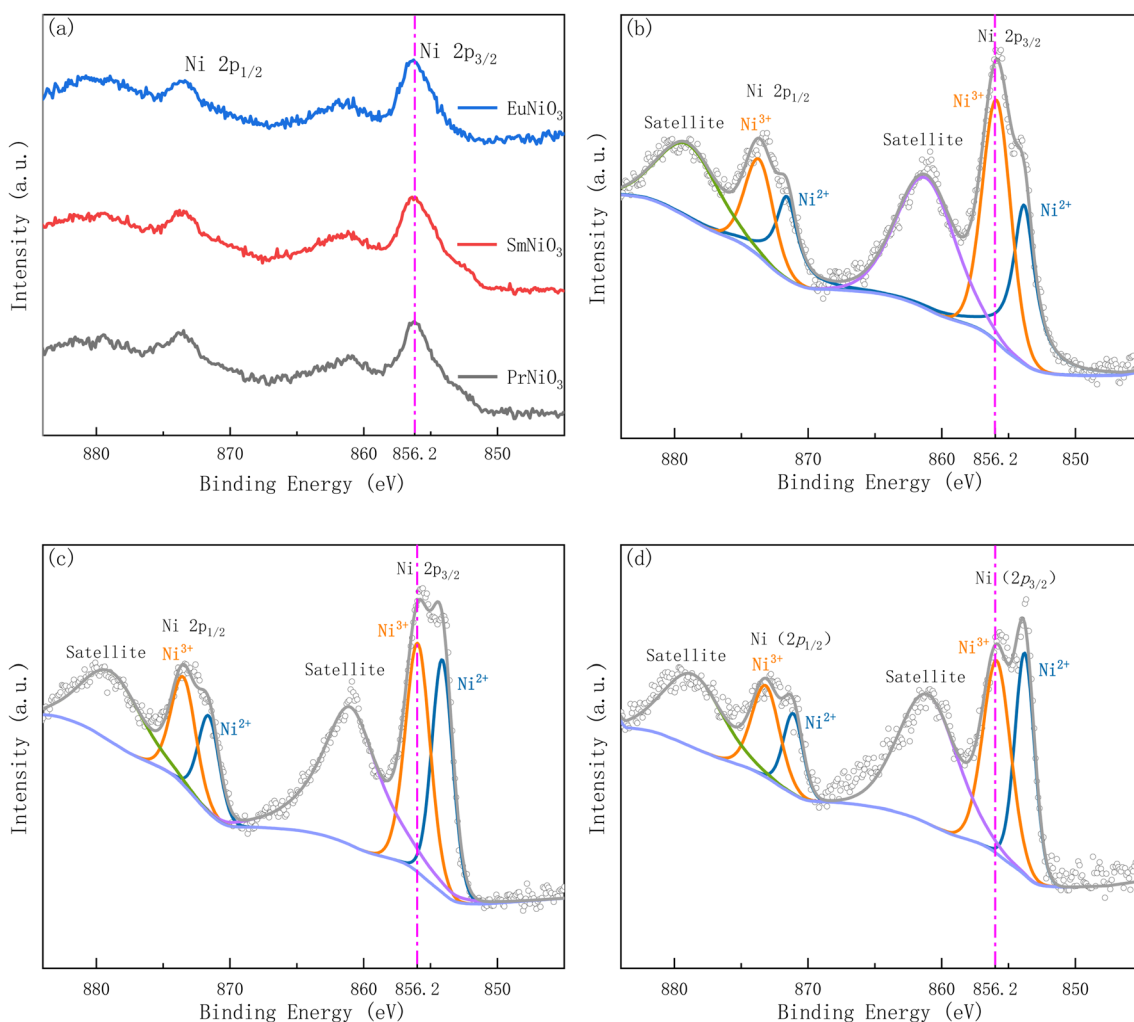 (a)
Ni 2p₁/₂
Ni 2p₃/₂
EuNiO₃
SmNiO₃
PrNiO₃
Intensity (a. u.)
880 870 860 856.2 850
Binding Energy (eV)
(b)
Ni 2p₃/₂
Ni³⁺
Ni 2p₁/₂
Ni³⁺
Satellite
Satellite
Ni²⁺
Ni²⁺
Intensity (a. u.)
880 870 860 856.2 850
Binding Energy (eV)
(c)
Ni 2p₃/₂
Ni 2p₁/₂
Ni³⁺
Ni³⁺
Satellite
Satellite
Ni²⁺
Ni²⁺
Intensity (a. u.)
880 870 860 856.2 850
Binding Energy (eV)
(d)
Ni (2p₃/₂)
Ni (2p₁/₂)
Ni³⁺
Satellite
Ni³⁺
Satellite
Ni²⁺
Ni²⁺
Intensity (a. u.)
880 870 860 856.2 850
Binding Energy (eV)